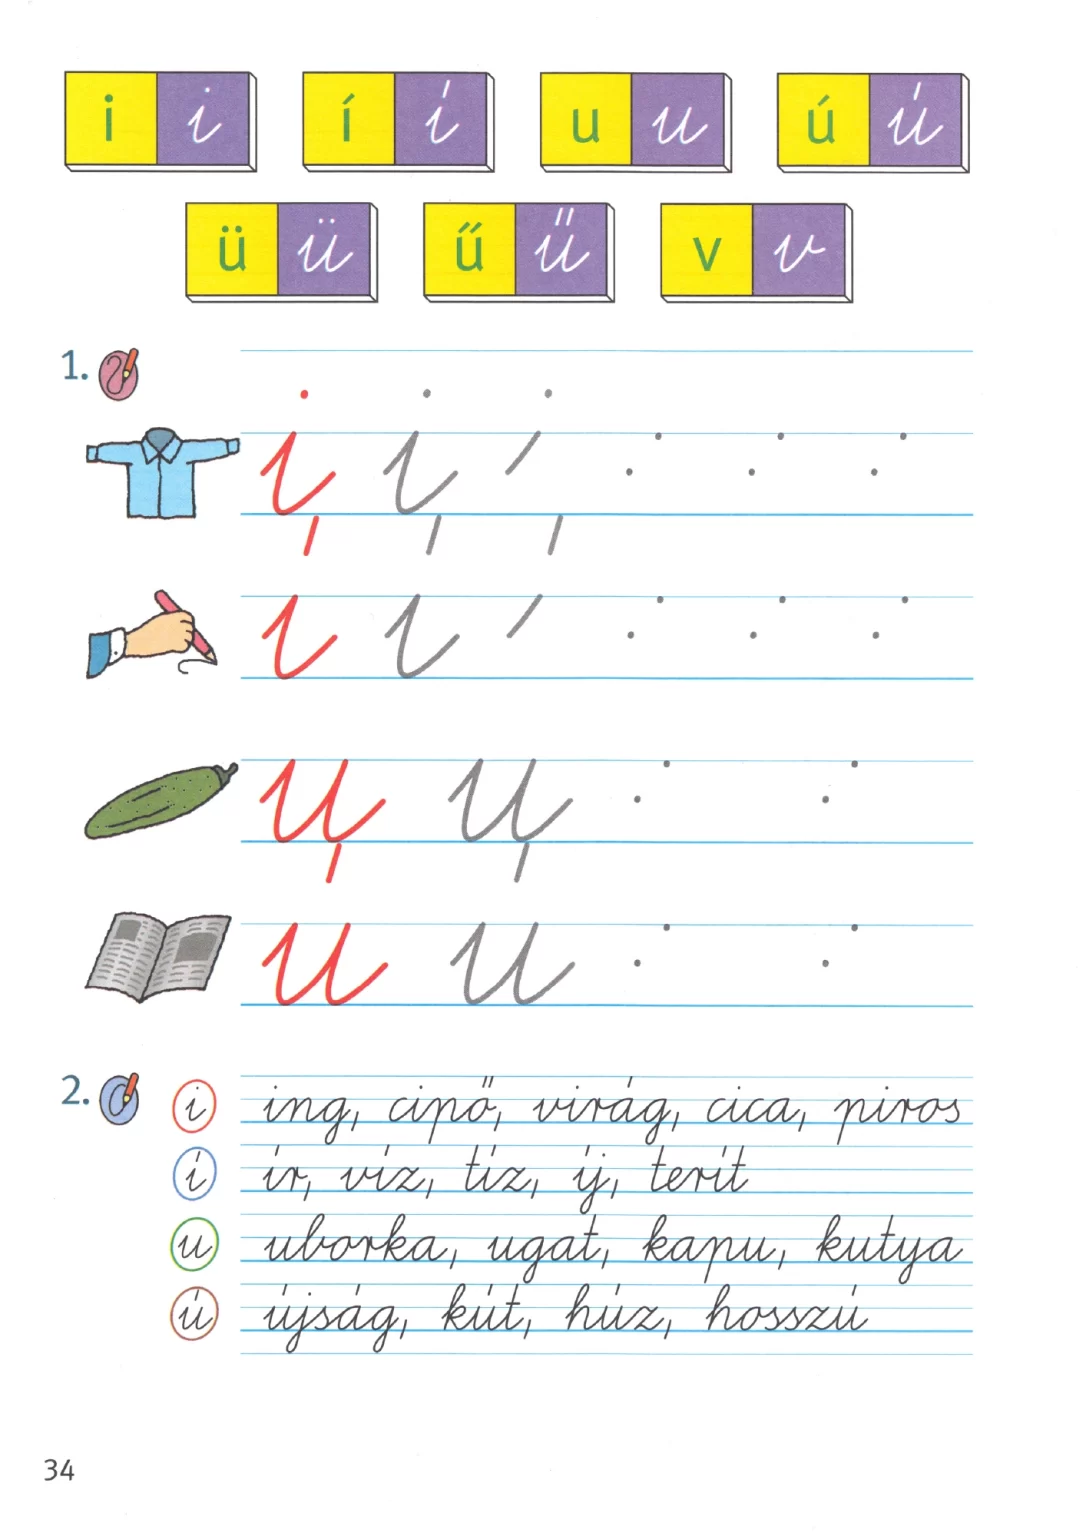 i i í í u u ú ú
ü ü ű ű v v
1.
i i
í í
u u
ú ú
2. i ing, cipő, virág, cica, piros
í ír, víz, tíz, íj, terít
u uborka, ugat, kapu, kutya
ú újság, kút, húz, hosszú
34